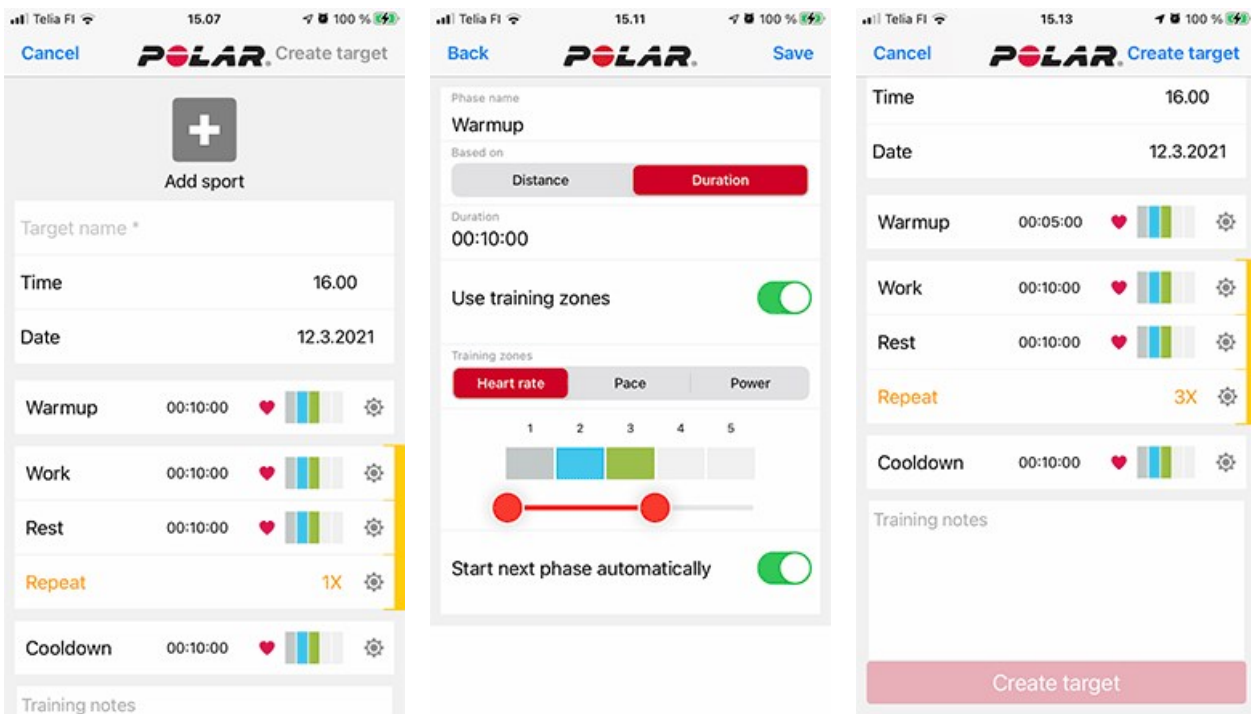 Telia FI 15.07 100 %
Cancel POLAR. Create target
Add sport
Target name *
Time 16.00
Date 12.3.2021
Warmup 00:10:00
Work 00:10:00
Rest 00:10:00
Repeat 1X
Cooldown 00:10:00
Training notes
Telia FI 15.11 100 %
Back POLAR. Save
Phase name
Warmup
Based on
Distance Duration
Duration
00:10:00
Use training zones
Training zones
Heart rate Pace Power
1 2 3 4 5
Start next phase automatically
Telia FI 15.13 100 %
Cancel POLAR. Create target
Time 16.00
Date 12.3.2021
Warmup 00:05:00
Work 00:10:00
Rest 00:10:00
Repeat 3X
Cooldown 00:10:00
Training notes
Create target